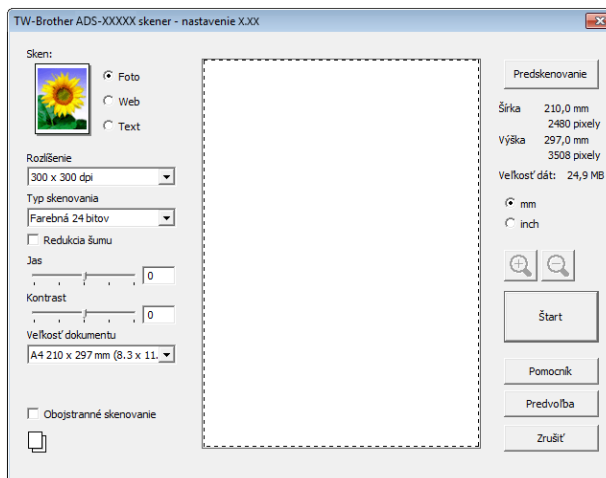 TW-Brother ADS-XXXXX skener - nastavenie X.XX
Sken:
Foto
Web
Text
Rozlíšenie
300 x 300 dpi
Typ skenovania
Farebná 24 bitov
Redukcia šumu
Jas
0
Kontrast
0
Veľkosť dokumentu
A4 210 x 297 mm (8.3 x 11.
Obojstranné skenovanie
Predskenovanie
Šírka 210,0 mm
2480 pixely
Výška 297,0 mm
3508 pixely
Veľkosť dát: 24,9 MB
mm
inch
Štart
Pomocník
Predvoľba
Zrušiť